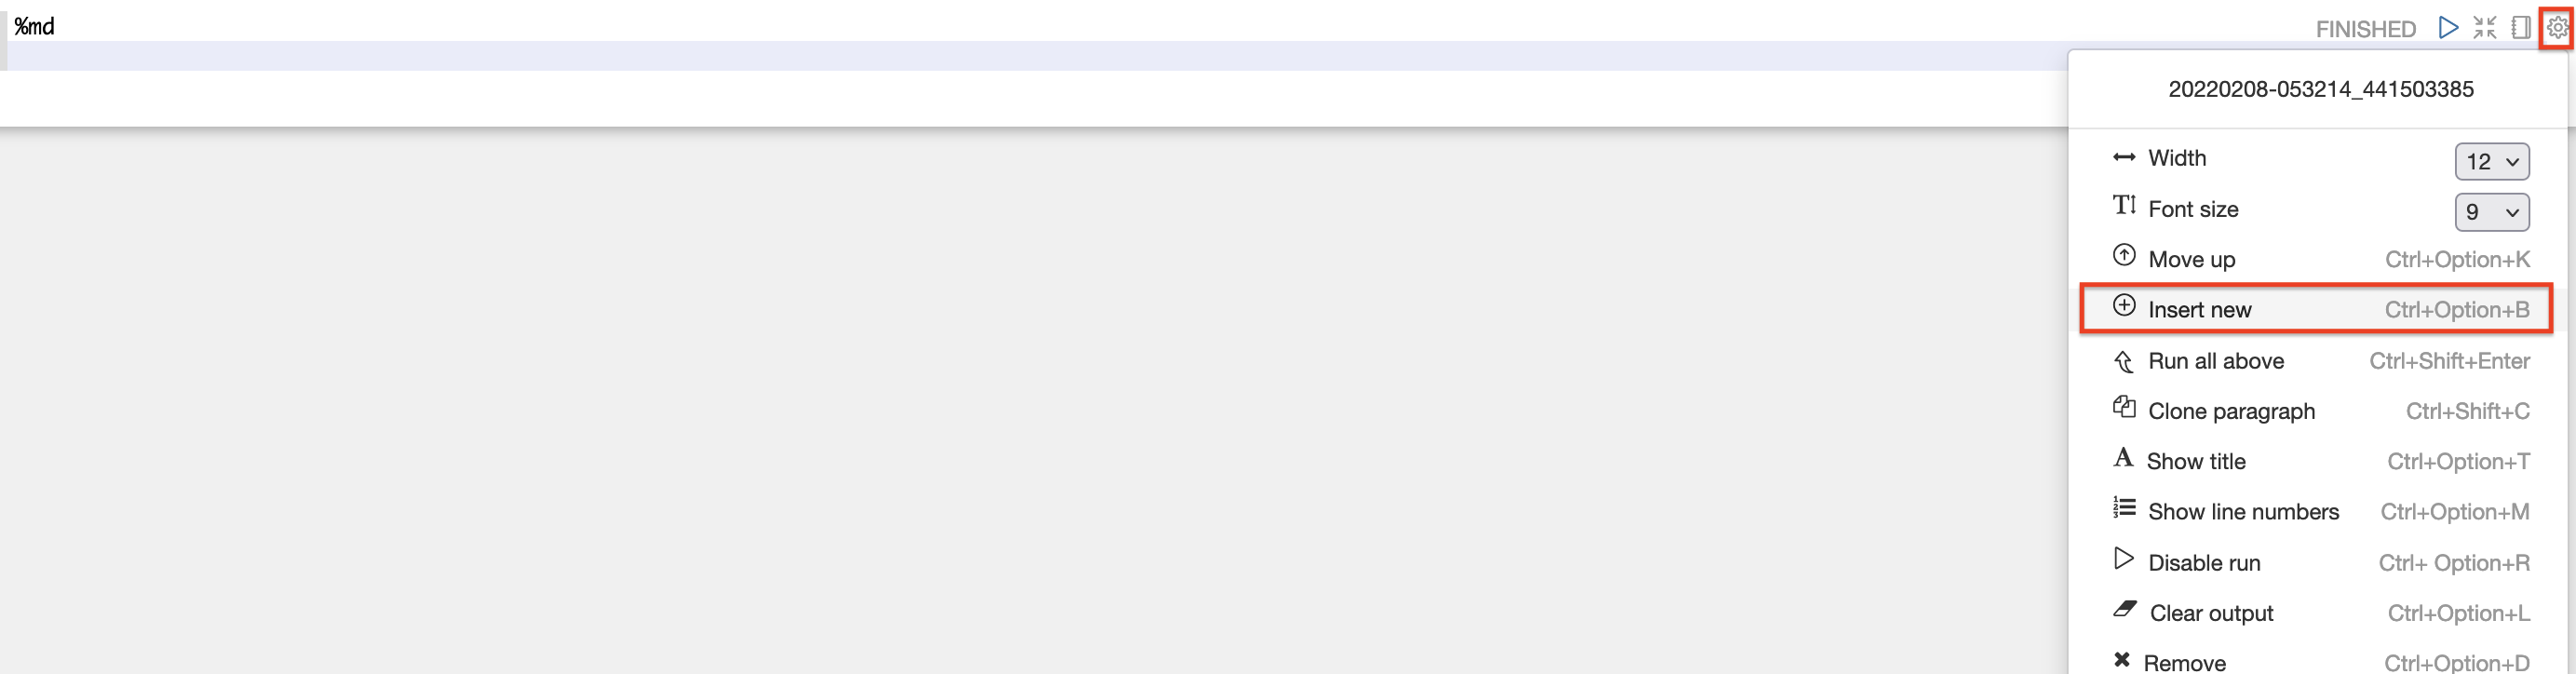 %md
FINISHED
20220208-053214_441503385
Width 12
Font size 9
Move up Ctrl+Option+K
Insert new Ctrl+Option+B
Run all above Ctrl+Shift+Enter
Clone paragraph Ctrl+Shift+C
Show title Ctrl+Option+T
Show line numbers Ctrl+Option+M
Disable run Ctrl+ Option+R
Clear output Ctrl+Option+L
Remove Ctrl+Option+D